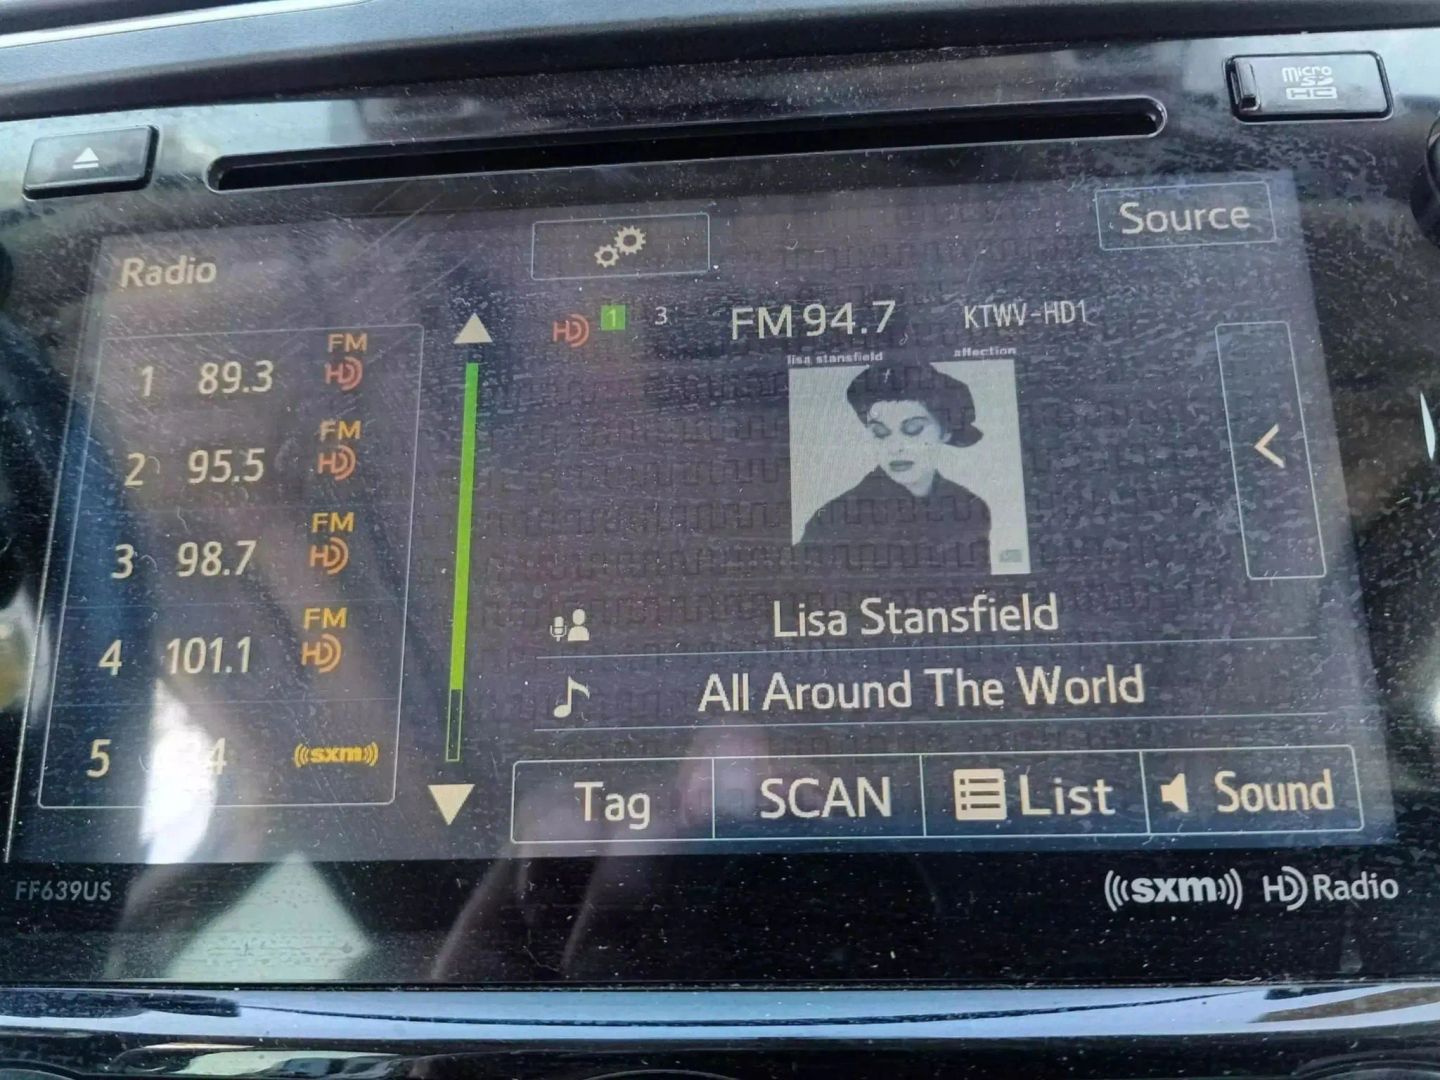 micro
SD
HC
Source
Radio
HD 1 3 FM 94.7 KTWV-HD1
lisa stansfield affection
1 89.3 FM HD
2 95.5 FM HD
3 98.7 FM HD
4 101.1 FM HD
5 4 ((sxm))
Lisa Stansfield
All Around The World
Tag SCAN List Sound
FF639US
((sxm)) HD Radio